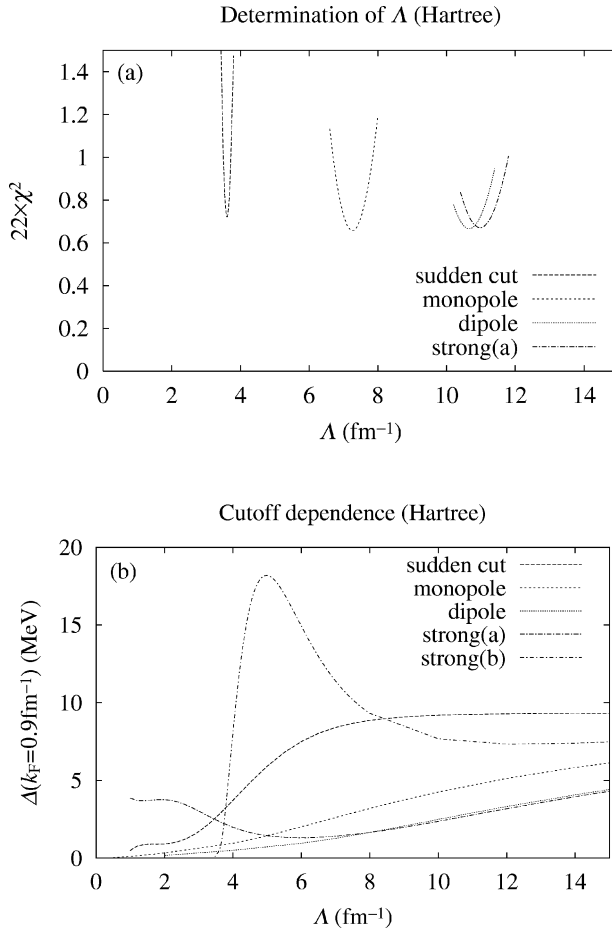 Determination of Λ (Hartree)
(a)
1.4
1.2
1
0.8
0.6
0.4
0.2
0
22×χ²
sudden cut
monopole
dipole
strong(a)
0 2 4 6 8 10 12 14
Λ (fm⁻¹)
Cutoff dependence (Hartree)
(b)
20
15
10
5
0
Δ(kF=0.9fm⁻¹) (MeV)
sudden cut
monopole
dipole
strong(a)
strong(b)
0 2 4 6 8 10 12 14
Λ (fm⁻¹)